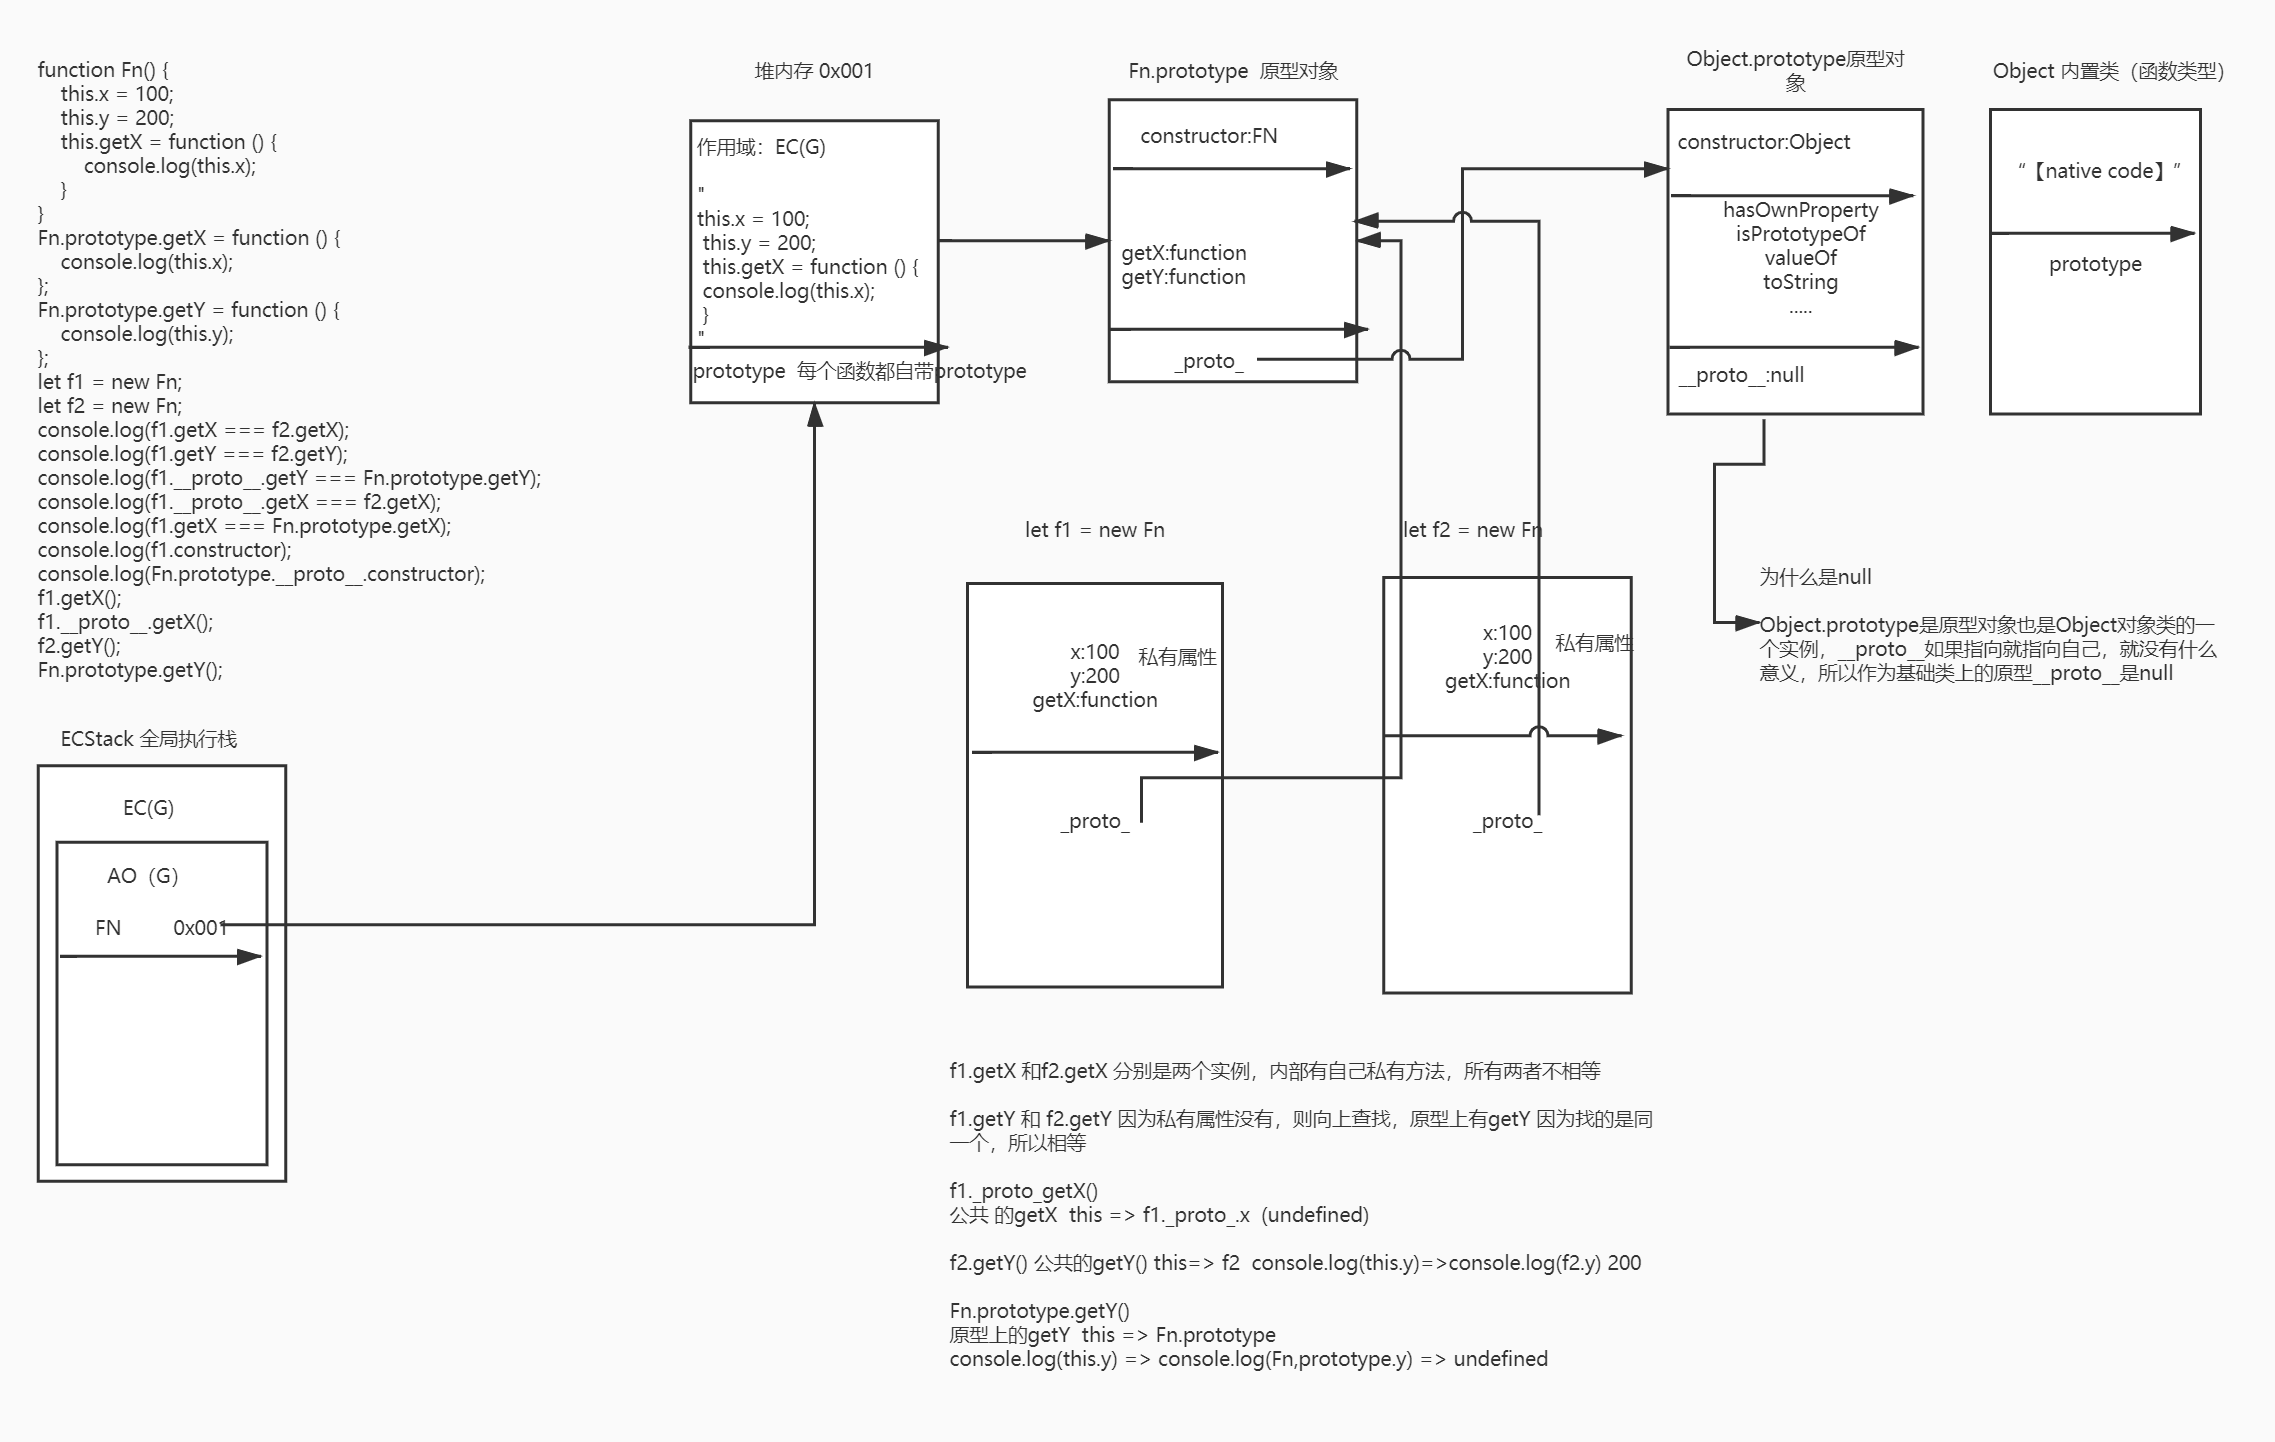 function Fn() {
this.x = 100;
this.y = 200;
this.getX = function () {
console.log(this.x);
}
}
Fn.prototype.getX = function () {
console.log(this.x);
};
Fn.prototype.getY = function () {
console.log(this.y);
};
let f1 = new Fn;
let f2 = new Fn;
console.log(f1.getX === f2.getX);
console.log(f1.getY === f2.getY);
console.log(f1.__proto__.getY === Fn.prototype.getY);
console.log(f1.__proto__.getX === f2.getX);
console.log(f1.getX === Fn.prototype.getX);
console.log(f1.constructor);
console.log(Fn.prototype.__proto__.constructor);
f1.getX();
f1.__proto__.getX();
f2.getY();
Fn.prototype.getY();
ECStack 全局执行栈
EC(G)
AO（G）
FN 0x001
堆内存 0x001
作用域：EC(G)
"
this.x = 100;
this.y = 200;
this.getX = function () {
console.log(this.x);
}
"
prototype 每个函数都自带prototype
Fn.prototype 原型对象
constructor:FN
getX:function
getY:function
_proto_
Object.prototype原型对
象
constructor:Object
hasOwnProperty
isPrototypeOf
valueOf
toString
.....
__proto__:null
Object 内置类（函数类型）
“【native code】”
prototype
let f1 = new Fn
x:100
y:200
getX:function
私有属性
_proto_
let f2 = new Fn
x:100
y:200
getX:function
私有属性
_proto_
为什么是null
Object.prototype是原型对象也是Object对象类的一
个实例，__proto__如果指向就指向自己，就没有什么
意义，所以作为基础类上的原型__proto__是null
f1.getX 和f2.getX 分别是两个实例，内部有自己私有方法，所有两者不相等
f1.getY 和 f2.getY 因为私有属性没有，则向上查找，原型上有getY 因为找的是同
一个，所以相等
f1._proto_getX()
公共 的getX this => f1._proto_.x (undefined)
f2.getY() 公共的getY() this=> f2 console.log(this.y)=>console.log(f2.y) 200
Fn.prototype.getY()
原型上的getY this => Fn.prototype
console.log(this.y) => console.log(Fn,prototype.y) => undefined